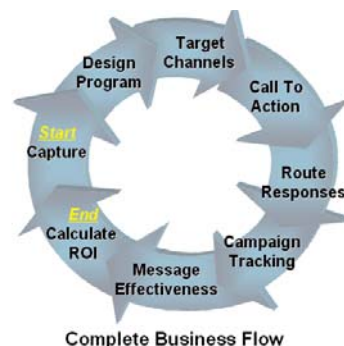 Start
Capture
Design
Program
Target
Channels
Call To
Action
Route
Responses
Campaign
Tracking
Message
Effectiveness
End
Calculate
ROI
Complete Business Flow